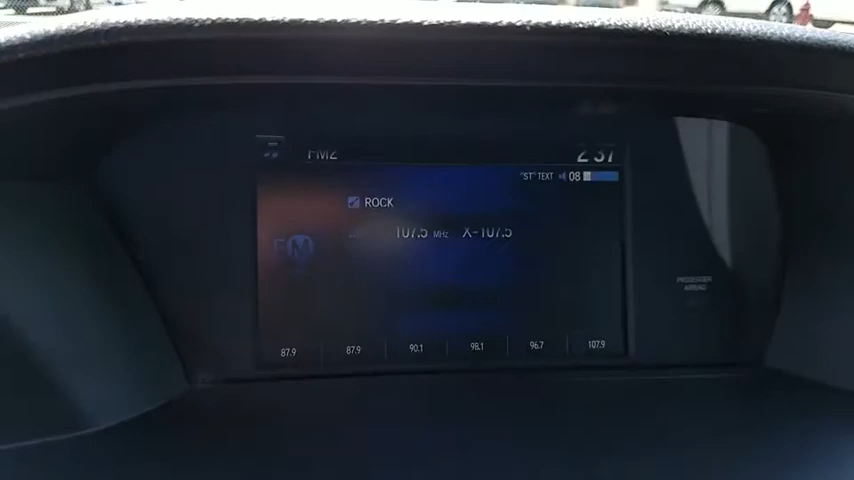 FM2 2 37
"ST" TEXT 08
ROCK
107.5 MHz X-107.5
FM
87.9 87.9 90.1 98.1 96.7 107.9
PASSENGER
AIRBAG